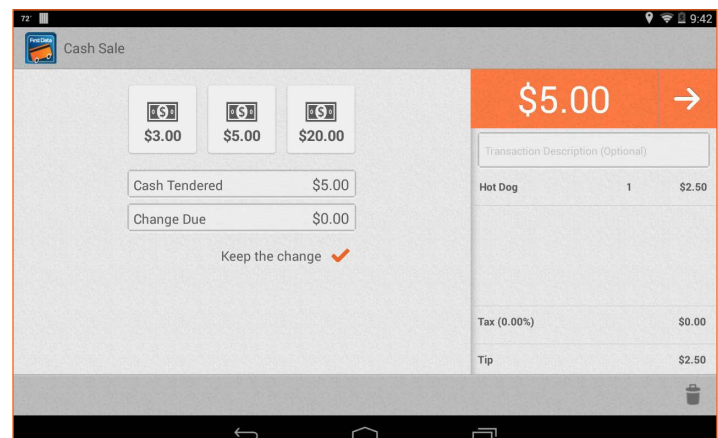 72°
9:42
First Data
Cash Sale
$3.00
$5.00
$20.00
Cash Tendered $5.00
Change Due $0.00
Keep the change
$5.00
Transaction Description (Optional)
Hot Dog 1 $2.50
Tax (0.00%) $0.00
Tip $2.50